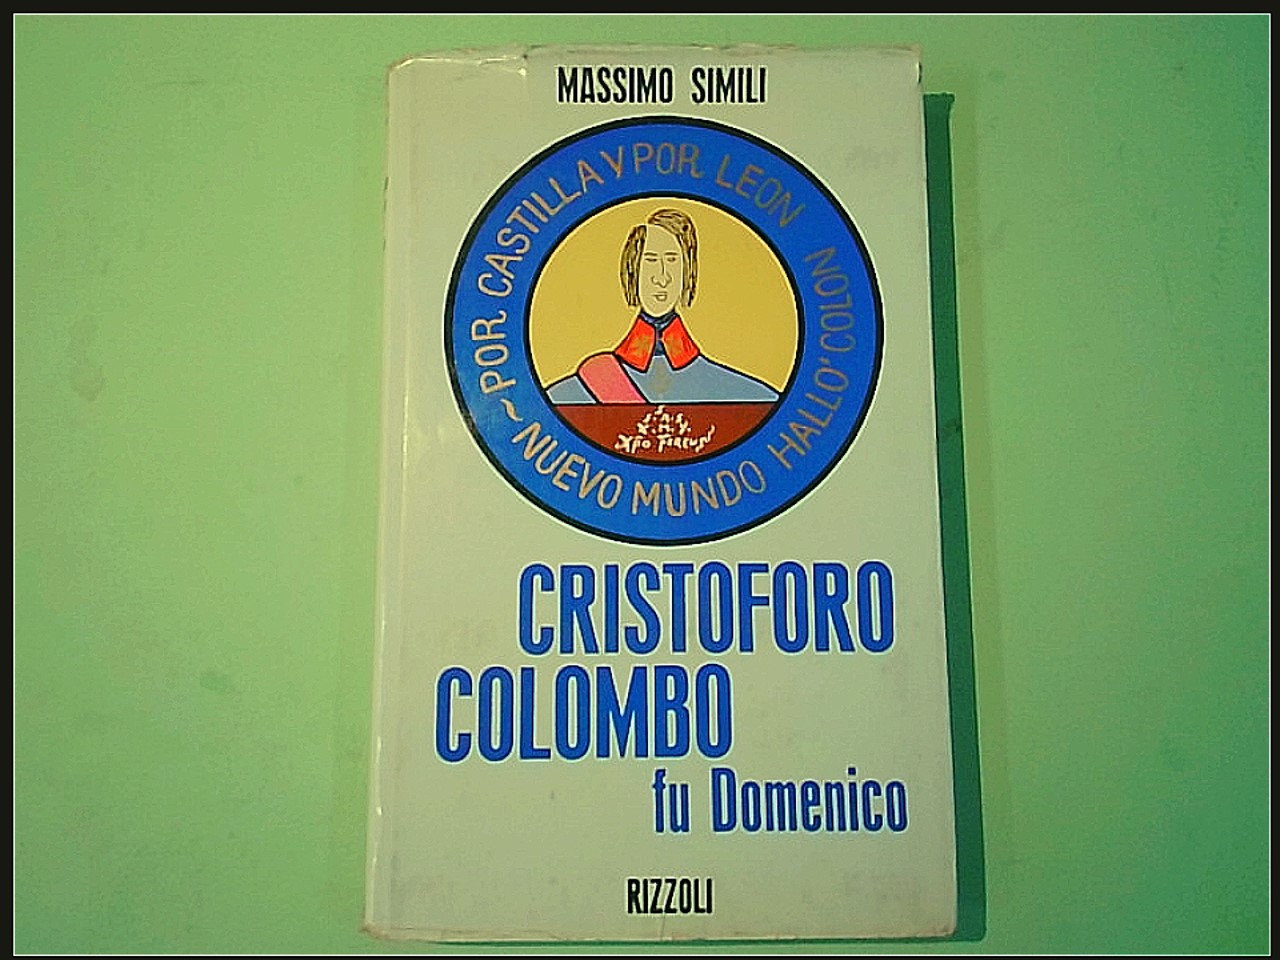 MASSIMO SIMILI
POR CASTILLA Y POR LEON
~ NUEVO MUNDO HALLO' COLON
.S.
.S.A.S.
X.M.Y.
CRISTOFORO
COLOMBO
fu Domenico
RIZZOLI